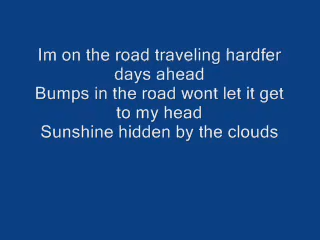 Im on the road traveling hardfer
days ahead
Bumps in the road wont let it get
to my head
Sunshine hidden by the clouds